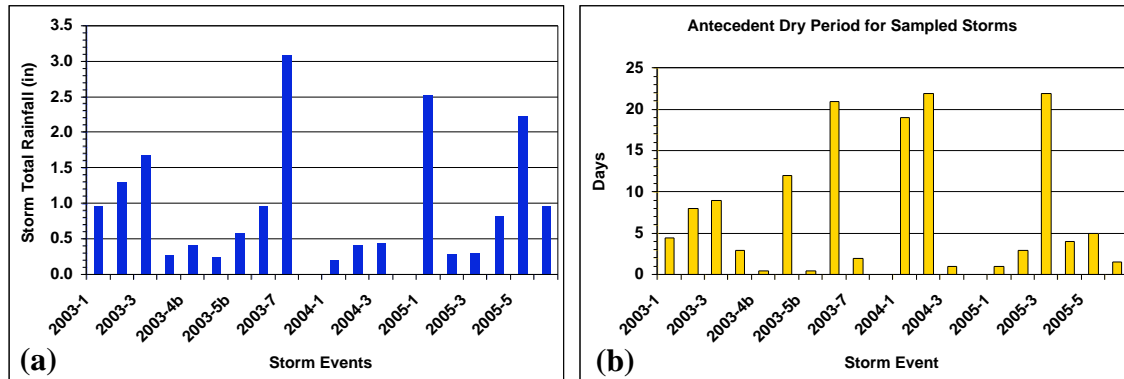 3.5
3.0
2.5
2.0
1.5
1.0
0.5
0.0
Storm Total Rainfall (in)
2003-1
2003-3
2003-4b
2003-5b
2003-7
2004-1
2004-3
2005-1
2005-3
2005-5
Storm Events
(a)
Antecedent Dry Period for Sampled Storms
25
20
15
10
5
0
Days
2003-1
2003-3
2003-4b
2003-5b
2003-7
2004-1
2004-3
2005-1
2005-3
2005-5
Storm Event
(b)